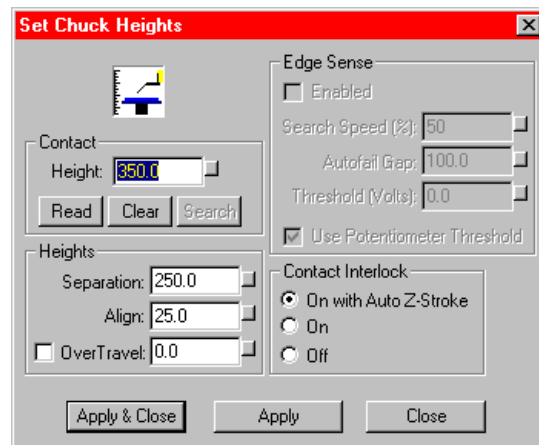 Set Chuck Heights
Contact
Height: 350.0
Read Clear Search
Heights
Separation: 250.0
Align: 25.0
OverTravel: 0.0
Edge Sense
Enabled
Search Speed (%): 50
Autofail Gap: 100.0
Threshold (Volts): 0.0
Use Potentiometer Threshold
Contact Interlock
On with Auto Z-Stroke
On
Off
Apply & Close Apply Close